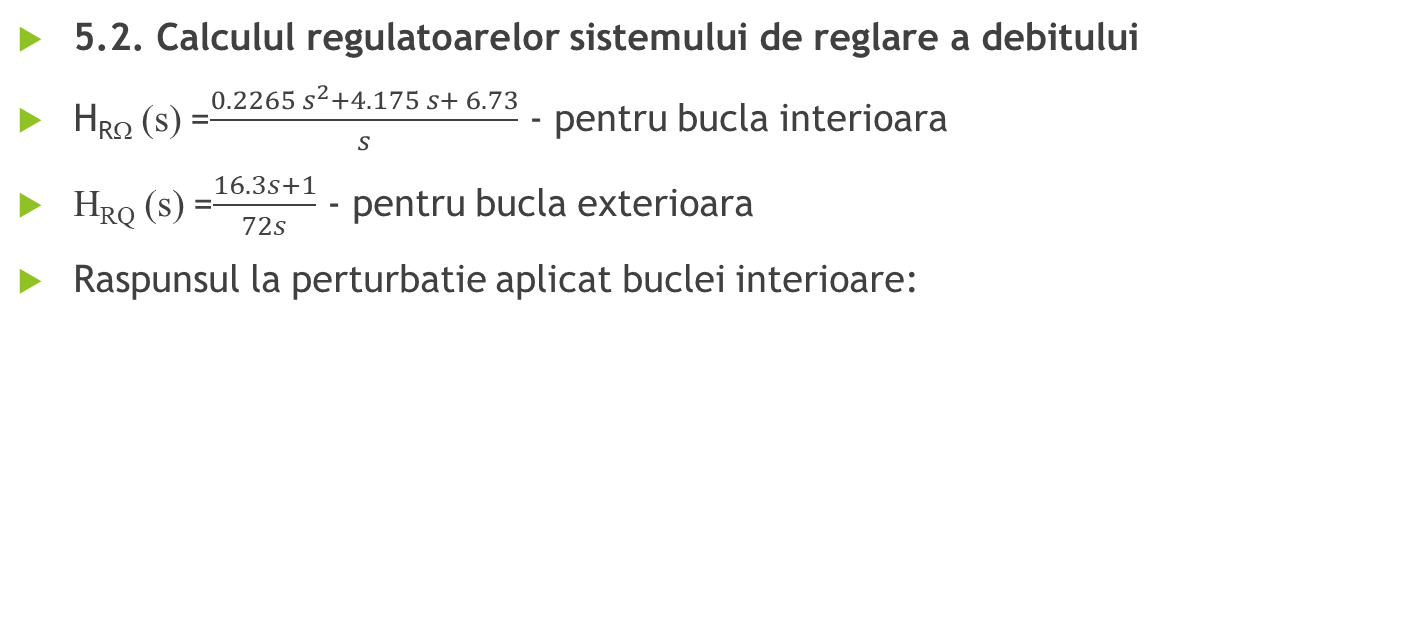 5.2. Calculul regulatoarelor sistemului de reglare a debitului
H_RΩ (s) = (0.2265 s²+4.175 s+ 6.73)/s - pentru bucla interioara
H_RQ (s) = (16.3s+1)/72s - pentru bucla exterioara
Raspunsul la perturbatie aplicat buclei interioare: